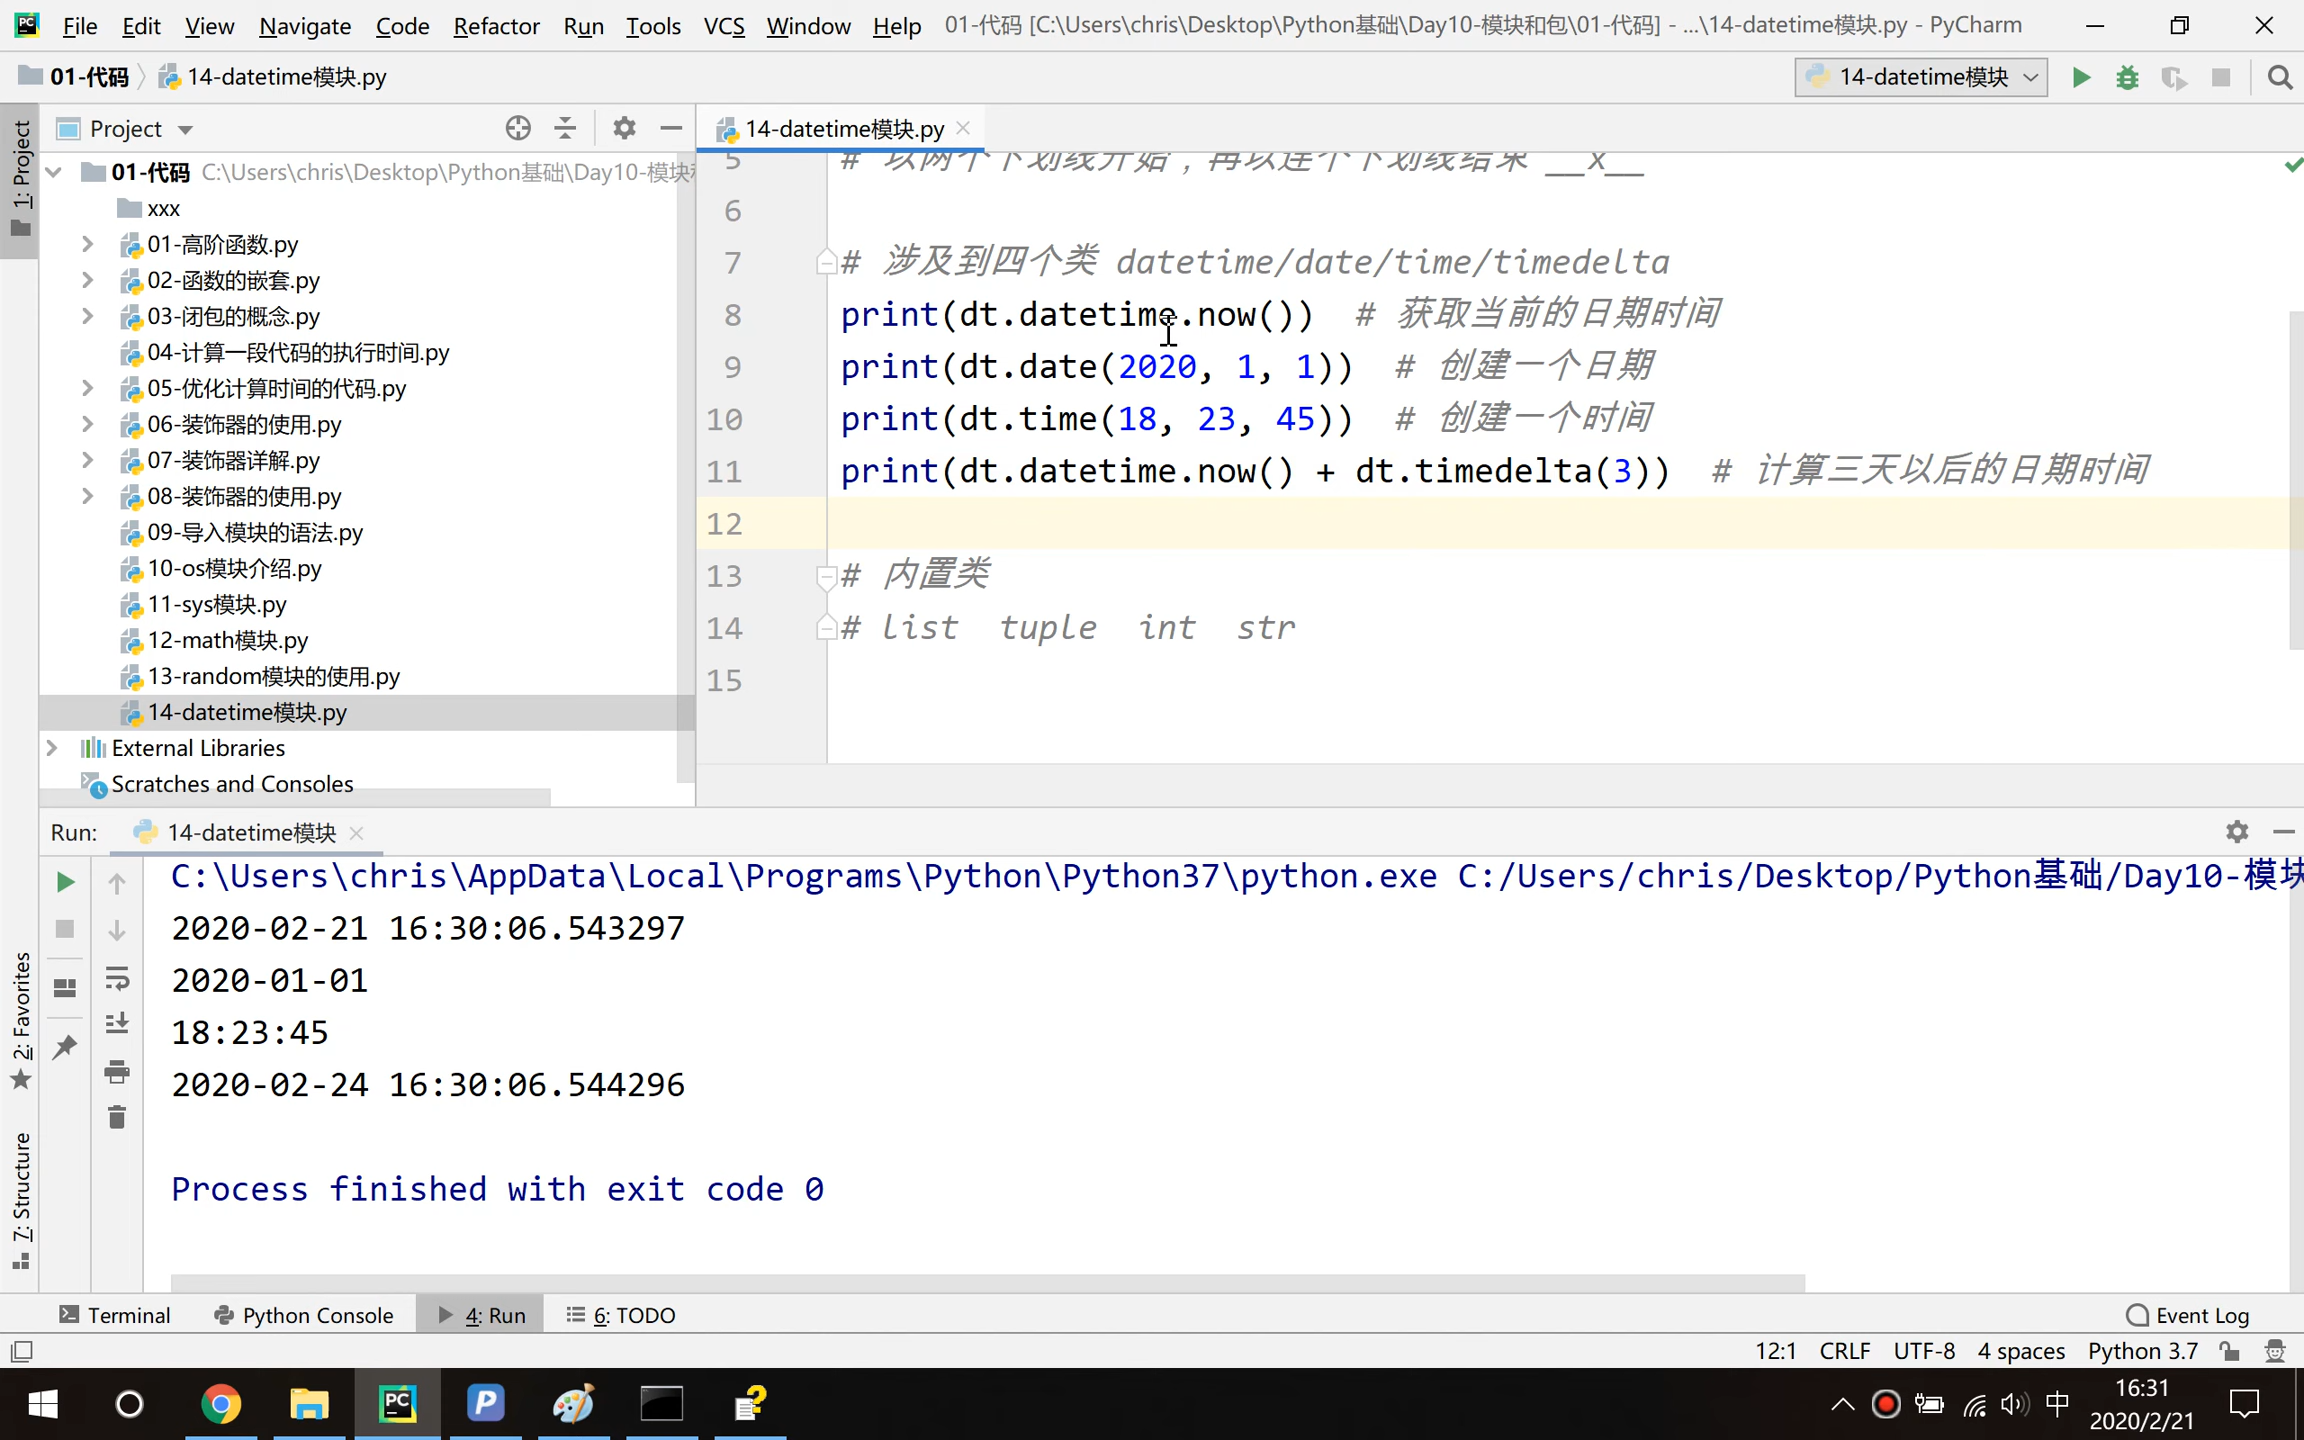 File Edit View Navigate Code Refactor Run Tools VCS Window Help 01-代码 [C:\Users\chris\Desktop\Python基础\Day10-模块和包\01-代码] - ...\14-datetime模块.py - PyCharm
01-代码 14-datetime模块.py 14-datetime模块
1: Project
Project
14-datetime模块.py
01-代码 C:\Users\chris\Desktop\Python基础\Day10-模块
xxx
01-高阶函数.py
02-函数的嵌套.py
03-闭包的概念.py
04-计算一段代码的执行时间.py
05-优化计算时间的代码.py
06-装饰器的使用.py
07-装饰器详解.py
08-装饰器的使用.py
09-导入模块的语法.py
10-os模块介绍.py
11-sys模块.py
12-math模块.py
13-random模块的使用.py
14-datetime模块.py
External Libraries
Scratches and Consoles
5 # 以两个下划线开始，再以连个下划线结束 __x__
6
7 # 涉及到四个类 datetime/date/time/timedelta
8 print(dt.datetime.now()) # 获取当前的日期时间
9 print(dt.date(2020, 1, 1)) # 创建一个日期
10 print(dt.time(18, 23, 45)) # 创建一个时间
11 print(dt.datetime.now() + dt.timedelta(3)) # 计算三天以后的日期时间
12
13 # 内置类
14 # list tuple int str
15
Run: 14-datetime模块
C:\Users\chris\AppData\Local\Programs\Python\Python37\python.exe C:/Users/chris/Desktop/Python基础/Day10-模块
2020-02-21 16:30:06.543297
2020-01-01
18:23:45
2020-02-24 16:30:06.544296
Process finished with exit code 0
2: Favorites
7: Structure
Terminal Python Console 4: Run 6: TODO Event Log
12:1 CRLF UTF-8 4 spaces Python 3.7
中 16:31
2020/2/21